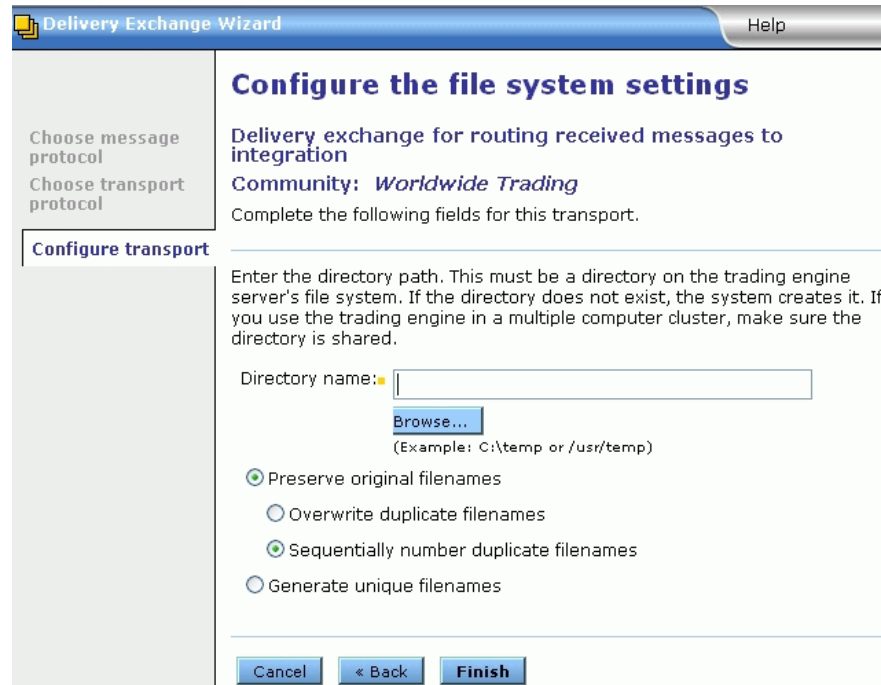 Delivery Exchange Wizard
Help
Choose message
protocol
Choose transport
protocol
Configure transport
Configure the file system settings
Delivery exchange for routing received messages to
integration
Community: Worldwide Trading
Complete the following fields for this transport.
Enter the directory path. This must be a directory on the trading engine
server's file system. If the directory does not exist, the system creates it. If
you use the trading engine in a multiple computer cluster, make sure the
directory is shared.
Directory name:
Browse...
(Example: C:\temp or /usr/temp)
Preserve original filenames
Overwrite duplicate filenames
Sequentially number duplicate filenames
Generate unique filenames
Cancel
« Back
Finish